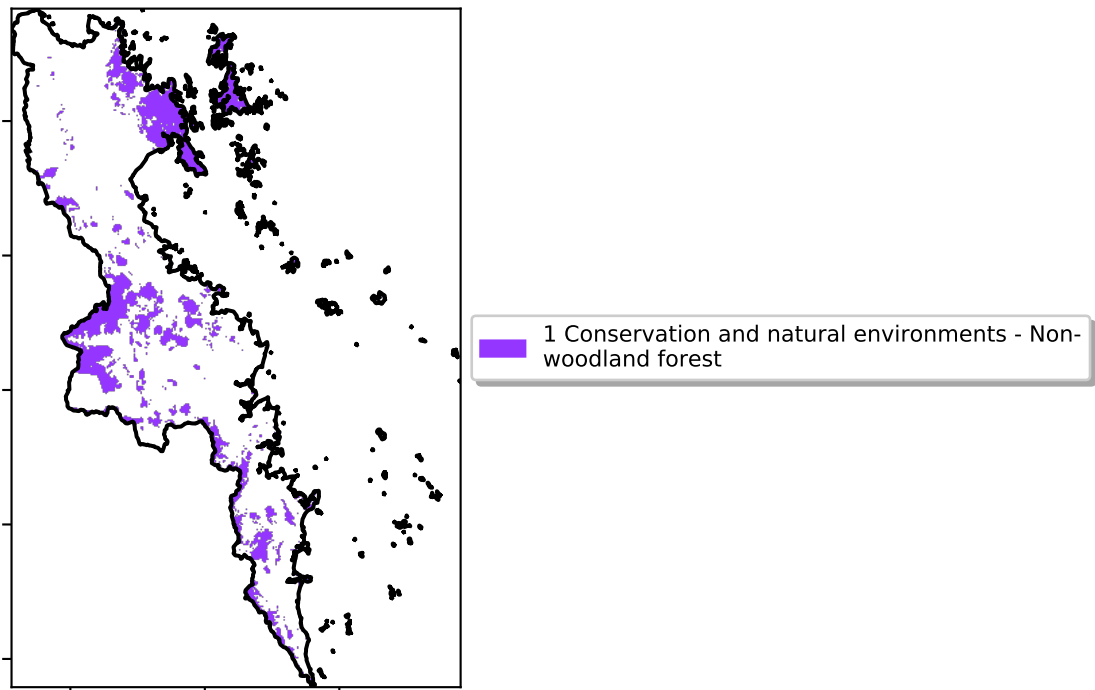 1 Conservation and natural environments - Non-
woodland forest